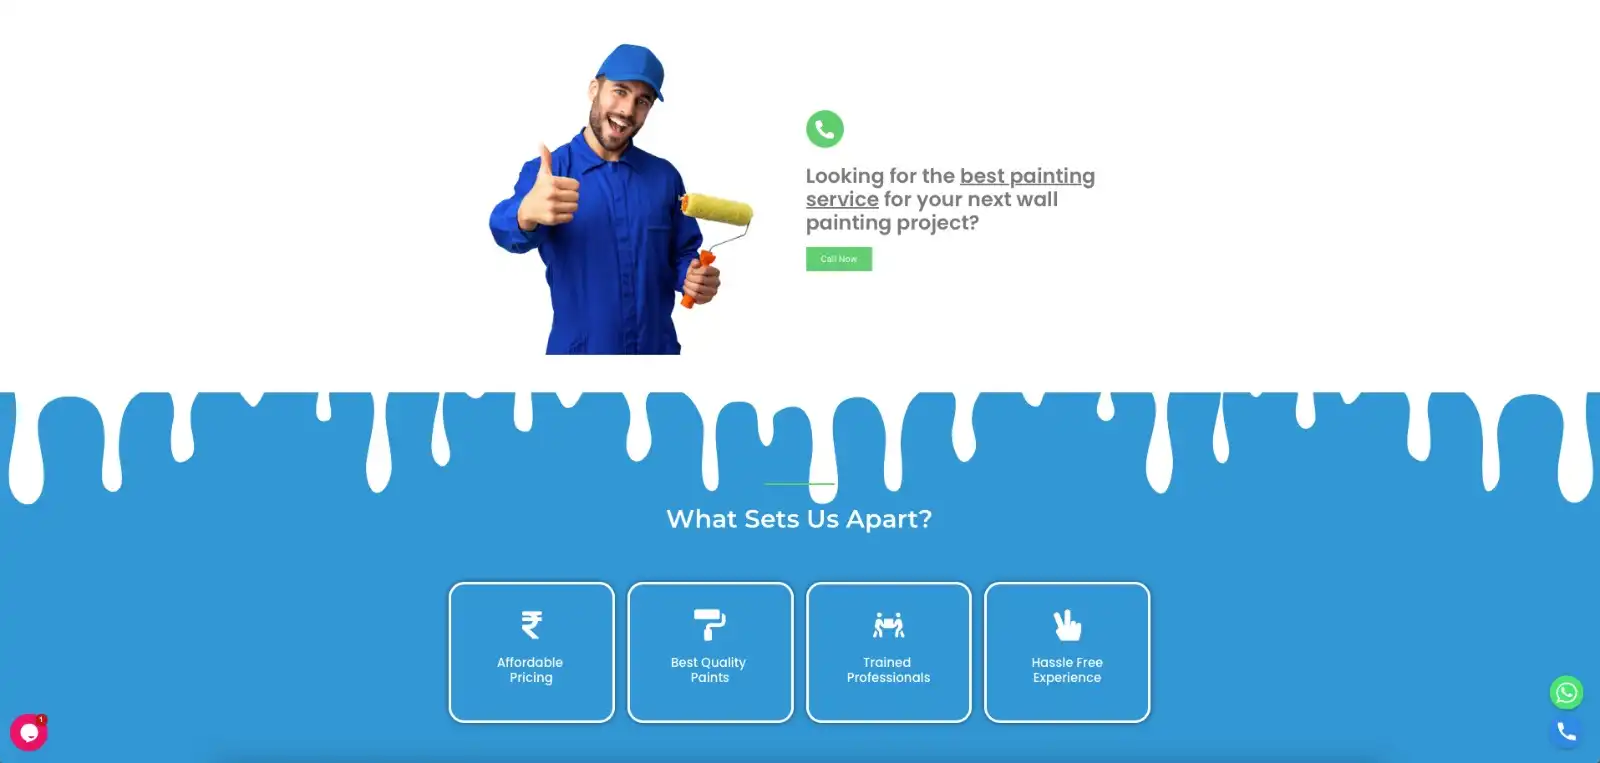 Looking for the best painting
service for your next wall
painting project?
Call Now
What Sets Us Apart?
Affordable
Pricing
Best Quality
Paints
Trained
Professionals
Hassle Free
Experience
1